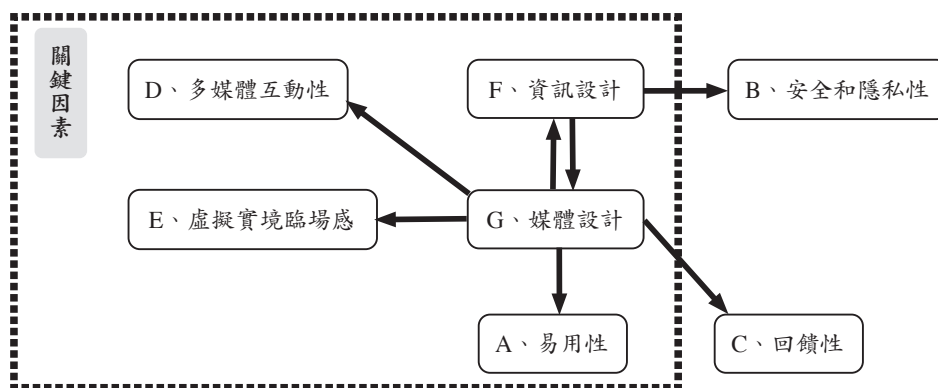 關鍵因素
D、多媒體互動性
F、資訊設計
B、安全和隱私性
E、虛擬實境臨場感
G、媒體設計
A、易用性
C、回饋性